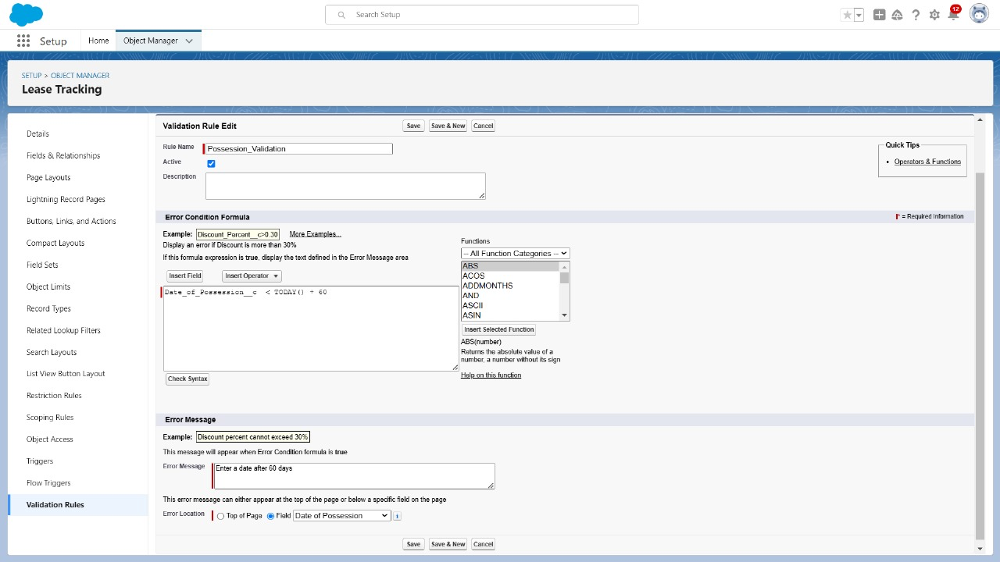 Search Setup
12
Setup
Home
Object Manager
SETUP > OBJECT MANAGER
Lease Tracking
Details
Fields & Relationships
Page Layouts
Lightning Record Pages
Buttons, Links, and Actions
Compact Layouts
Field Sets
Object Limits
Record Types
Related Lookup Filters
Search Layouts
List View Button Layout
Restriction Rules
Scoping Rules
Object Access
Triggers
Flow Triggers
Validation Rules
Validation Rule Edit
Save
Save & New
Cancel
Rule Name
Possession_Validation
Active
Description
Quick Tips
• Operators & Functions
Error Condition Formula
= Required Information
Example: Discount_Percent__c>0.30 More Examples...
Display an error if Discount is more than 30%
If this formula expression is true, display the text defined in the Error Message area
Insert Field
Insert Operator
Date_of_Possession__c < TODAY() + 60
Check Syntax
Functions
-- All Function Categories --
ABS
ACOS
ADDMONTHS
AND
ASCII
ASIN
Insert Selected Function
ABS(number)
Returns the absolute value of a
number, a number without its sign
Help on this function
Error Message
Example: Discount percent cannot exceed 30%
This message will appear when Error Condition formula is true
Error Message
Enter a date after 60 days
This error message can either appear at the top of the page or below a specific field on the page
Error Location
Top of Page
Field
Date of Possession
i
Save
Save & New
Cancel